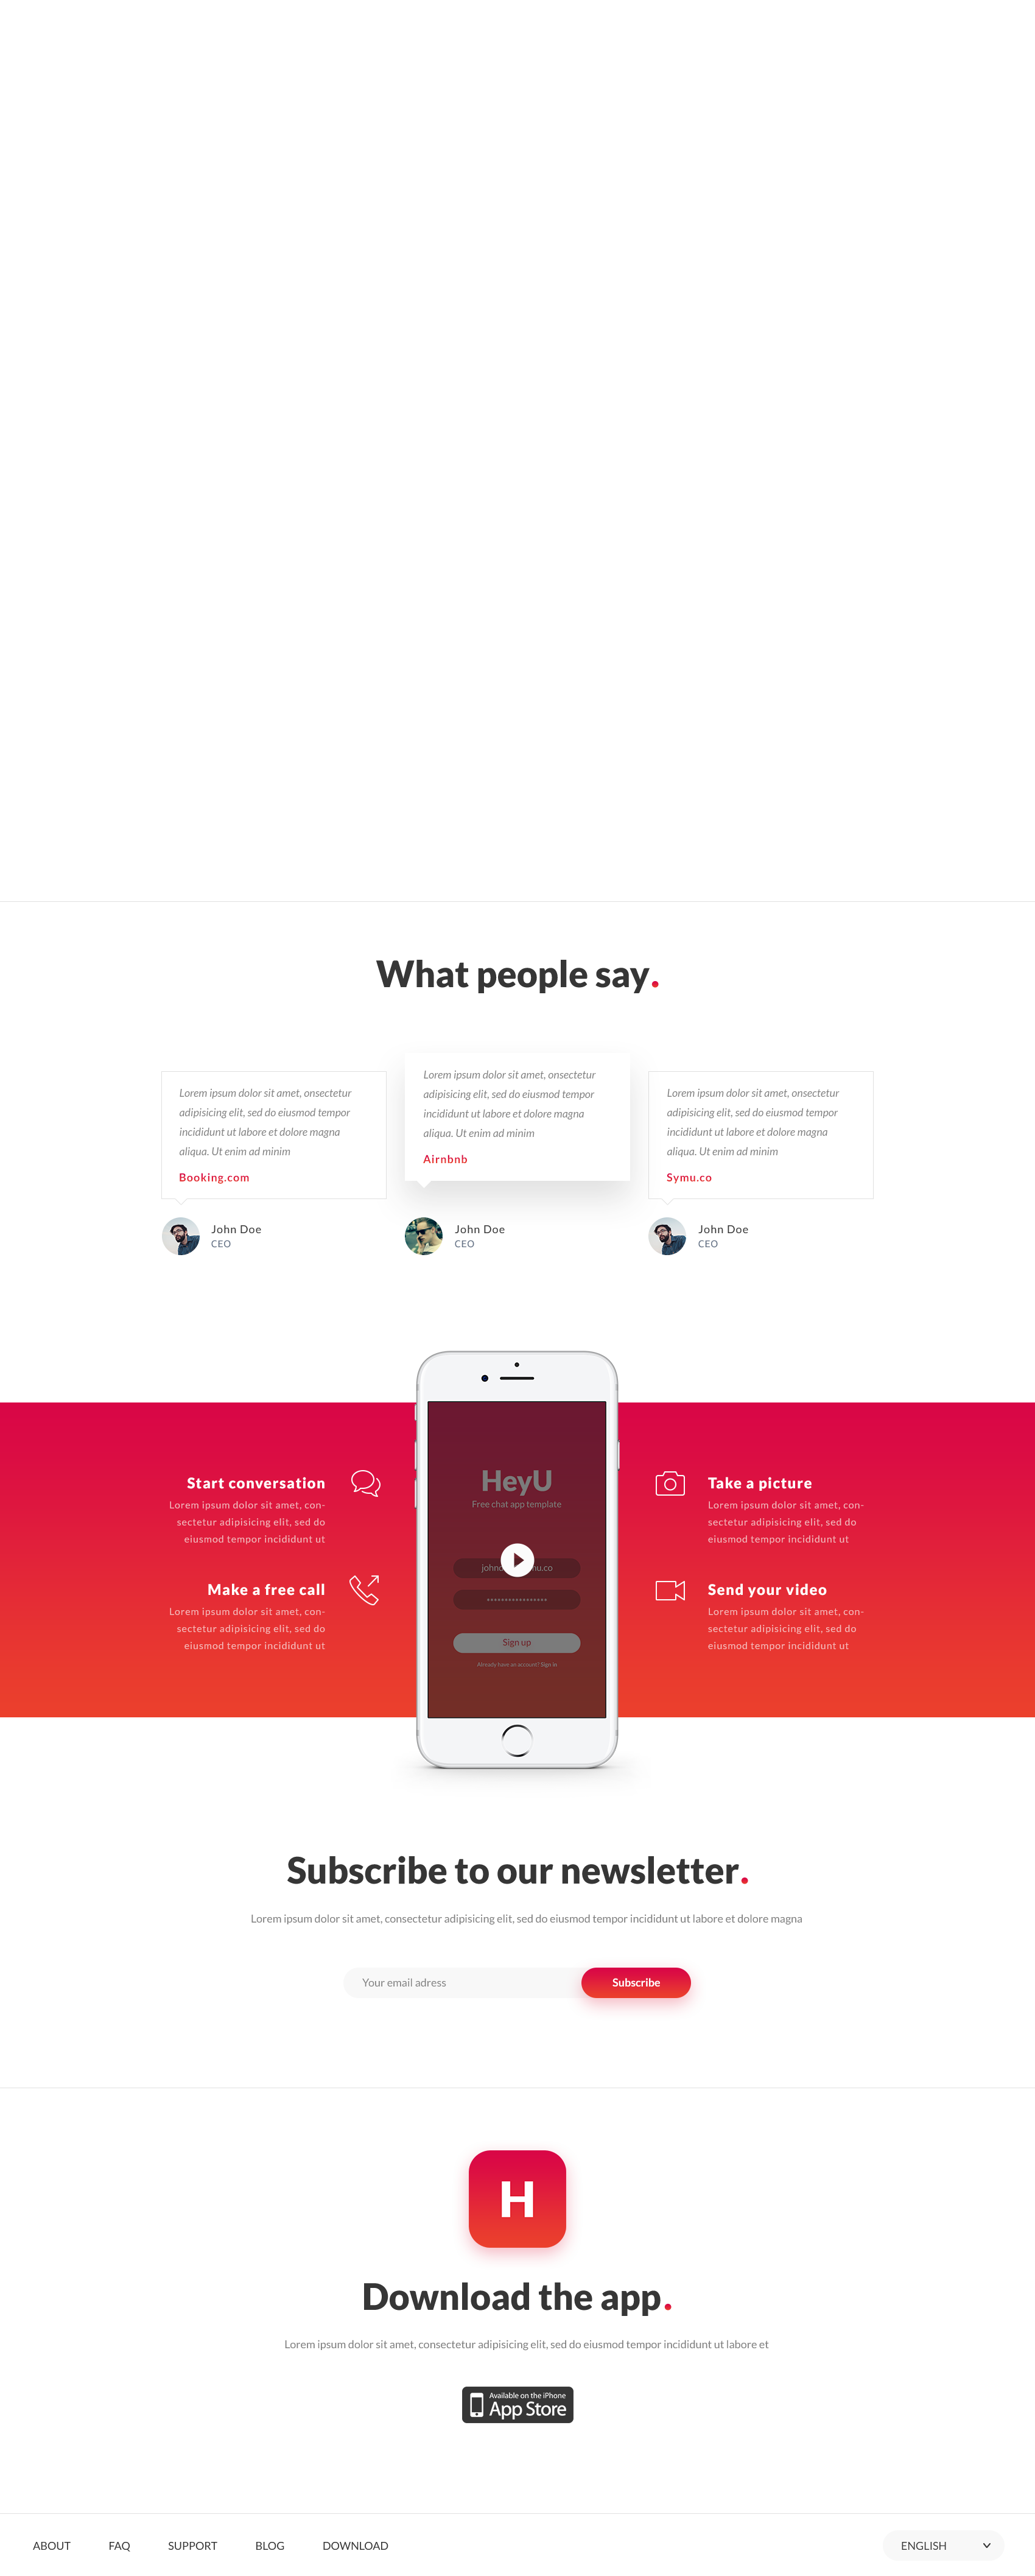 What people say.
Lorem ipsum dolor sit amet, onsectetur
adipisicing elit, sed do eiusmod tempor
incididunt ut labore et dolore magna
aliqua. Ut enim ad minim
Booking.com
John Doe
CEO
Lorem ipsum dolor sit amet, onsectetur
adipisicing elit, sed do eiusmod tempor
incididunt ut labore et dolore magna
aliqua. Ut enim ad minim
Airnbnb
John Doe
CEO
Lorem ipsum dolor sit amet, onsectetur
adipisicing elit, sed do eiusmod tempor
incididunt ut labore et dolore magna
aliqua. Ut enim ad minim
Symu.co
John Doe
CEO
Start conversation
Lorem ipsum dolor sit amet, con-
sectetur adipisicing elit, sed do
eiusmod tempor incididunt ut
Make a free call
Lorem ipsum dolor sit amet, con-
sectetur adipisicing elit, sed do
eiusmod tempor incididunt ut
HeyU
Free chat app template
Sign up
Already have an account? Sign in
Take a picture
Lorem ipsum dolor sit amet, con-
sectetur adipisicing elit, sed do
eiusmod tempor incididunt ut
Send your video
Lorem ipsum dolor sit amet, con-
sectetur adipisicing elit, sed do
eiusmod tempor incididunt ut
Subscribe to our newsletter.
Lorem ipsum dolor sit amet, consectetur adipisicing elit, sed do eiusmod tempor incididunt ut labore et dolore magna
Your email adress
Subscribe
H
Download the app.
Lorem ipsum dolor sit amet, consectetur adipisicing elit, sed do eiusmod tempor incididunt ut labore et
Available on the iPhone
App Store
ABOUT FAQ SUPPORT BLOG DOWNLOAD ENGLISH